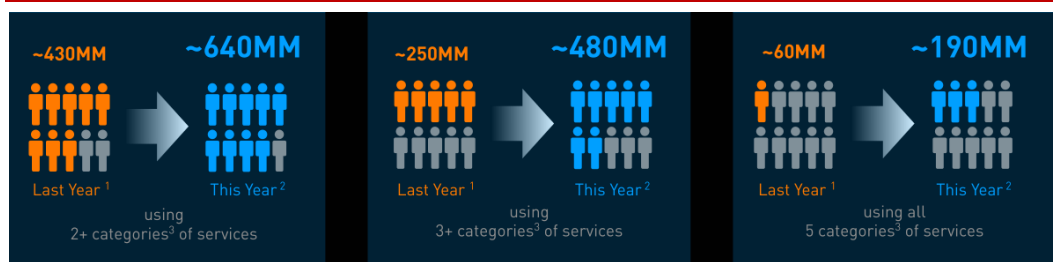 ~430MM
~640MM
Last Year ¹
This Year ²
using
2+ categories³ of services
~250MM
~480MM
Last Year ¹
This Year ²
using
3+ categories³ of services
~60MM
~190MM
Last Year ¹
This Year ²
using all
5 categories³ of services